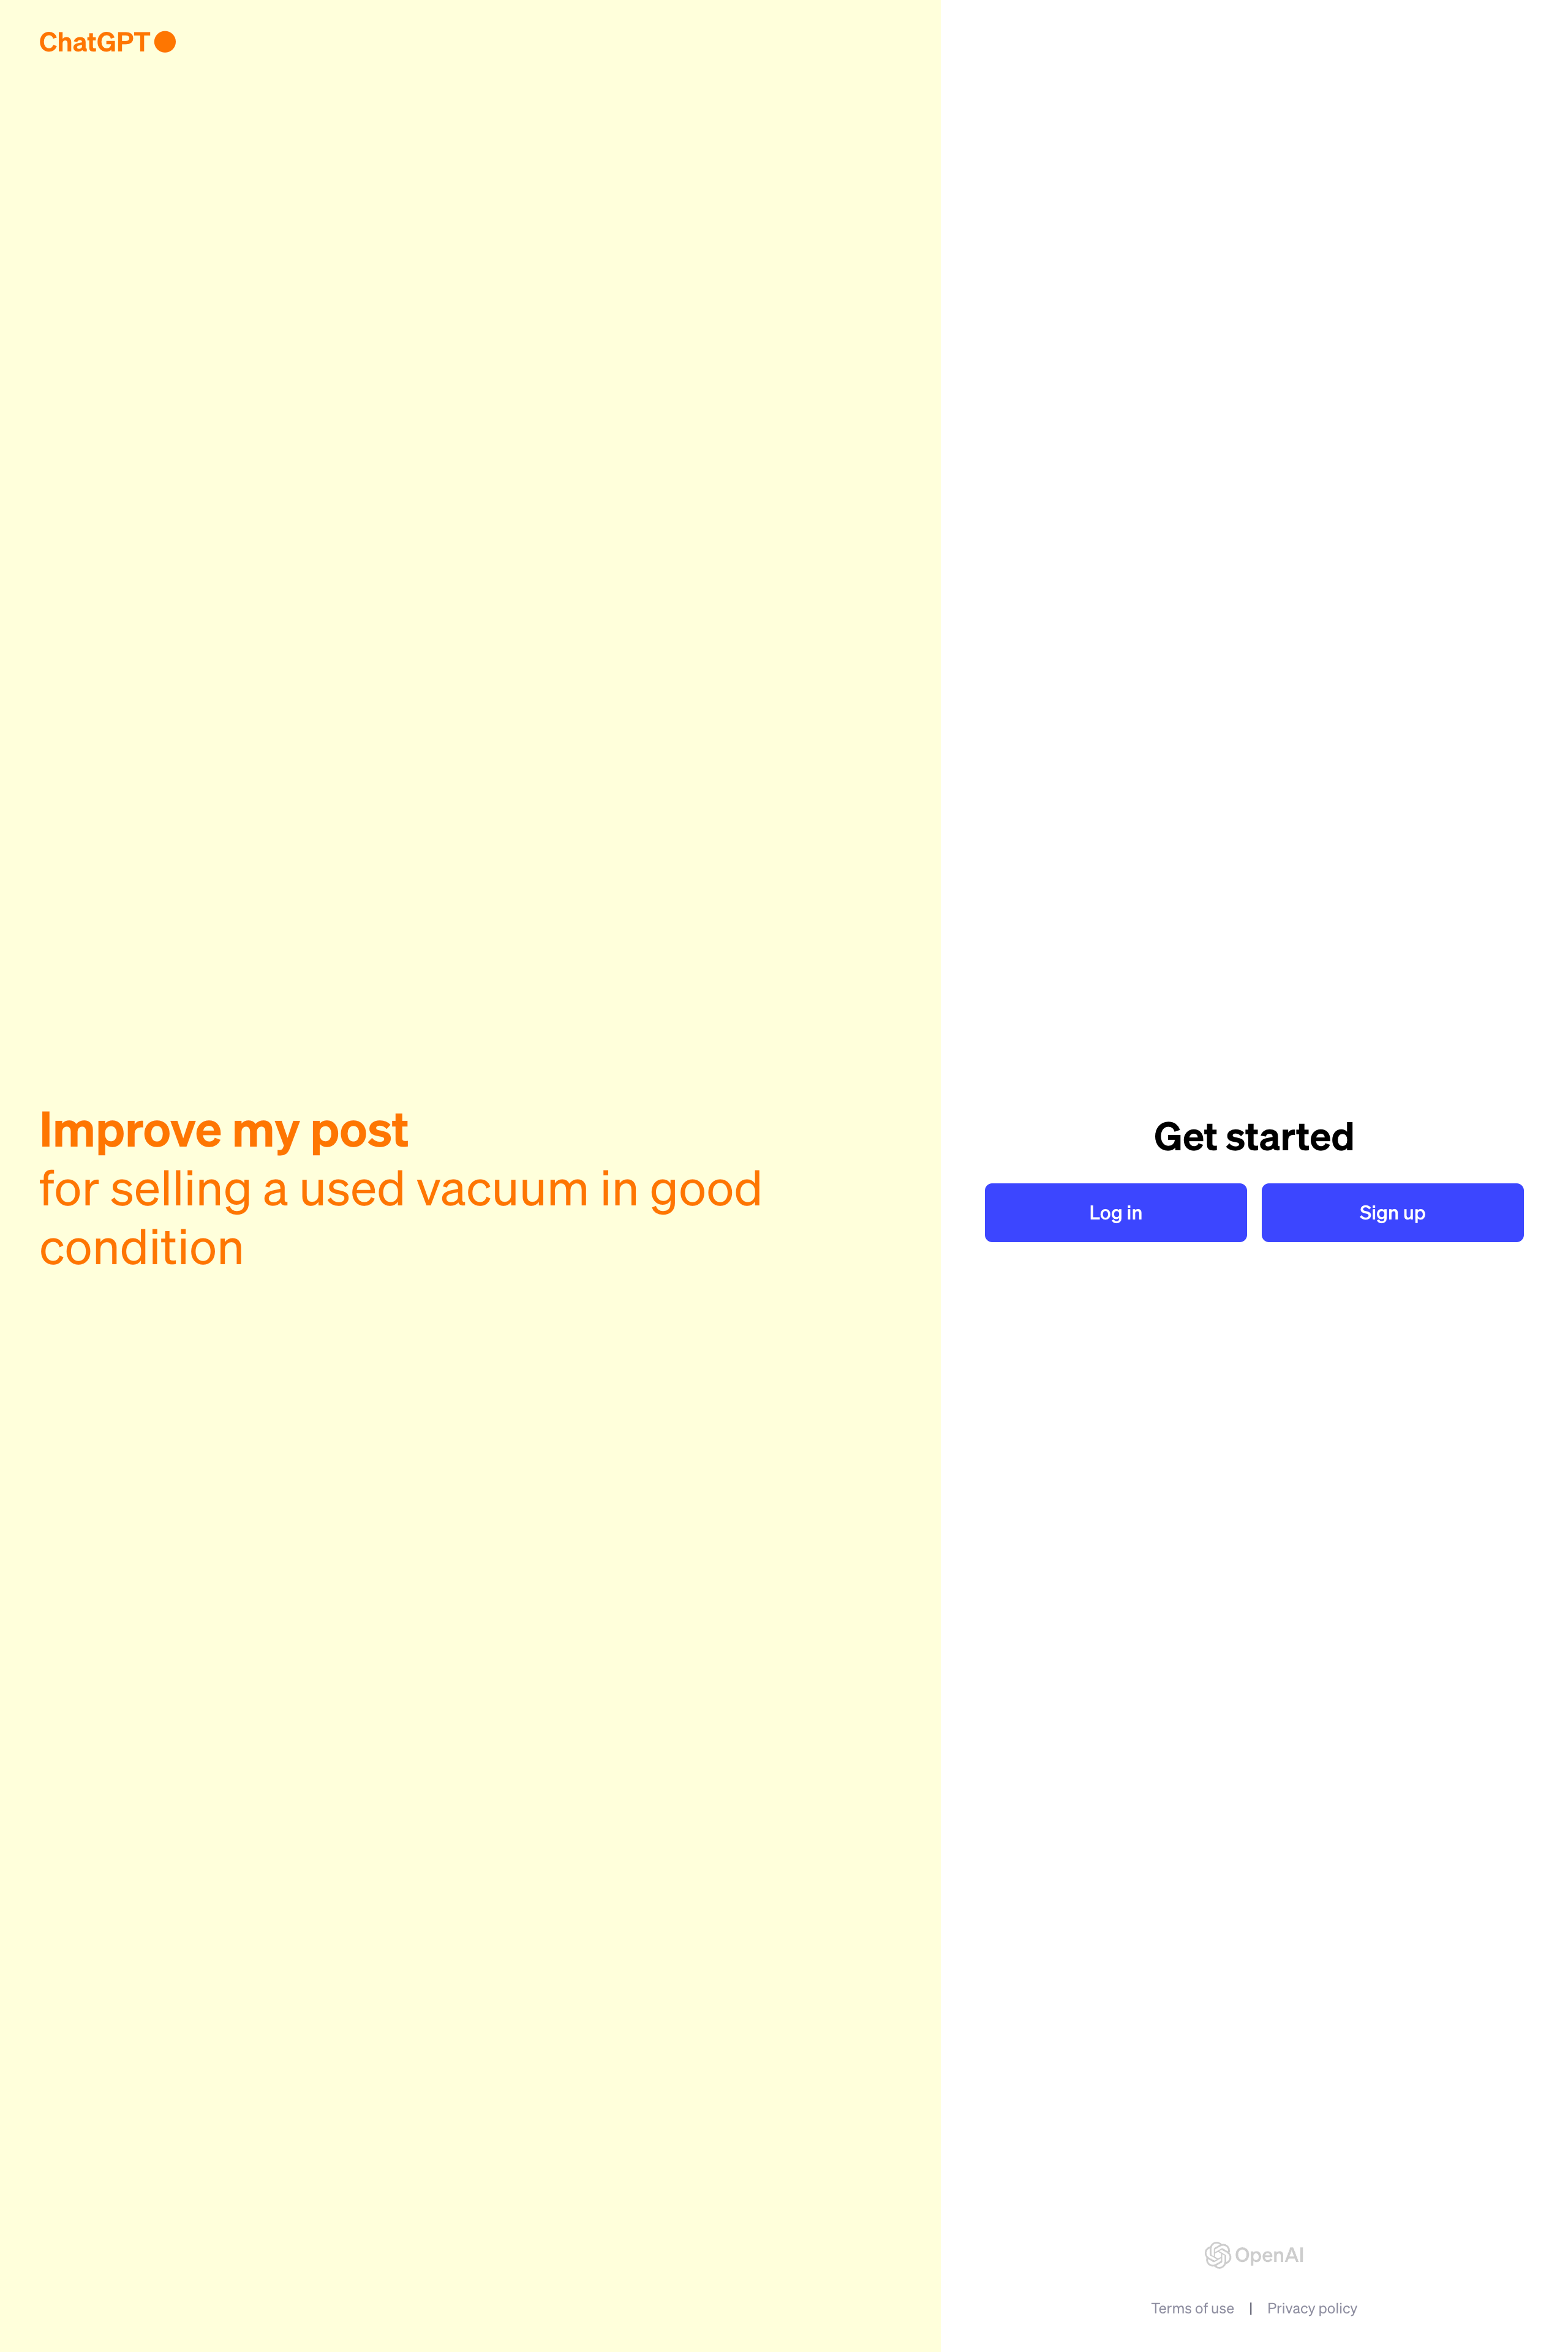 ChatGPT
Improve my post
for selling a used vacuum in good
condition
Get started
Log in
Sign up
OpenAI
Terms of use | Privacy policy